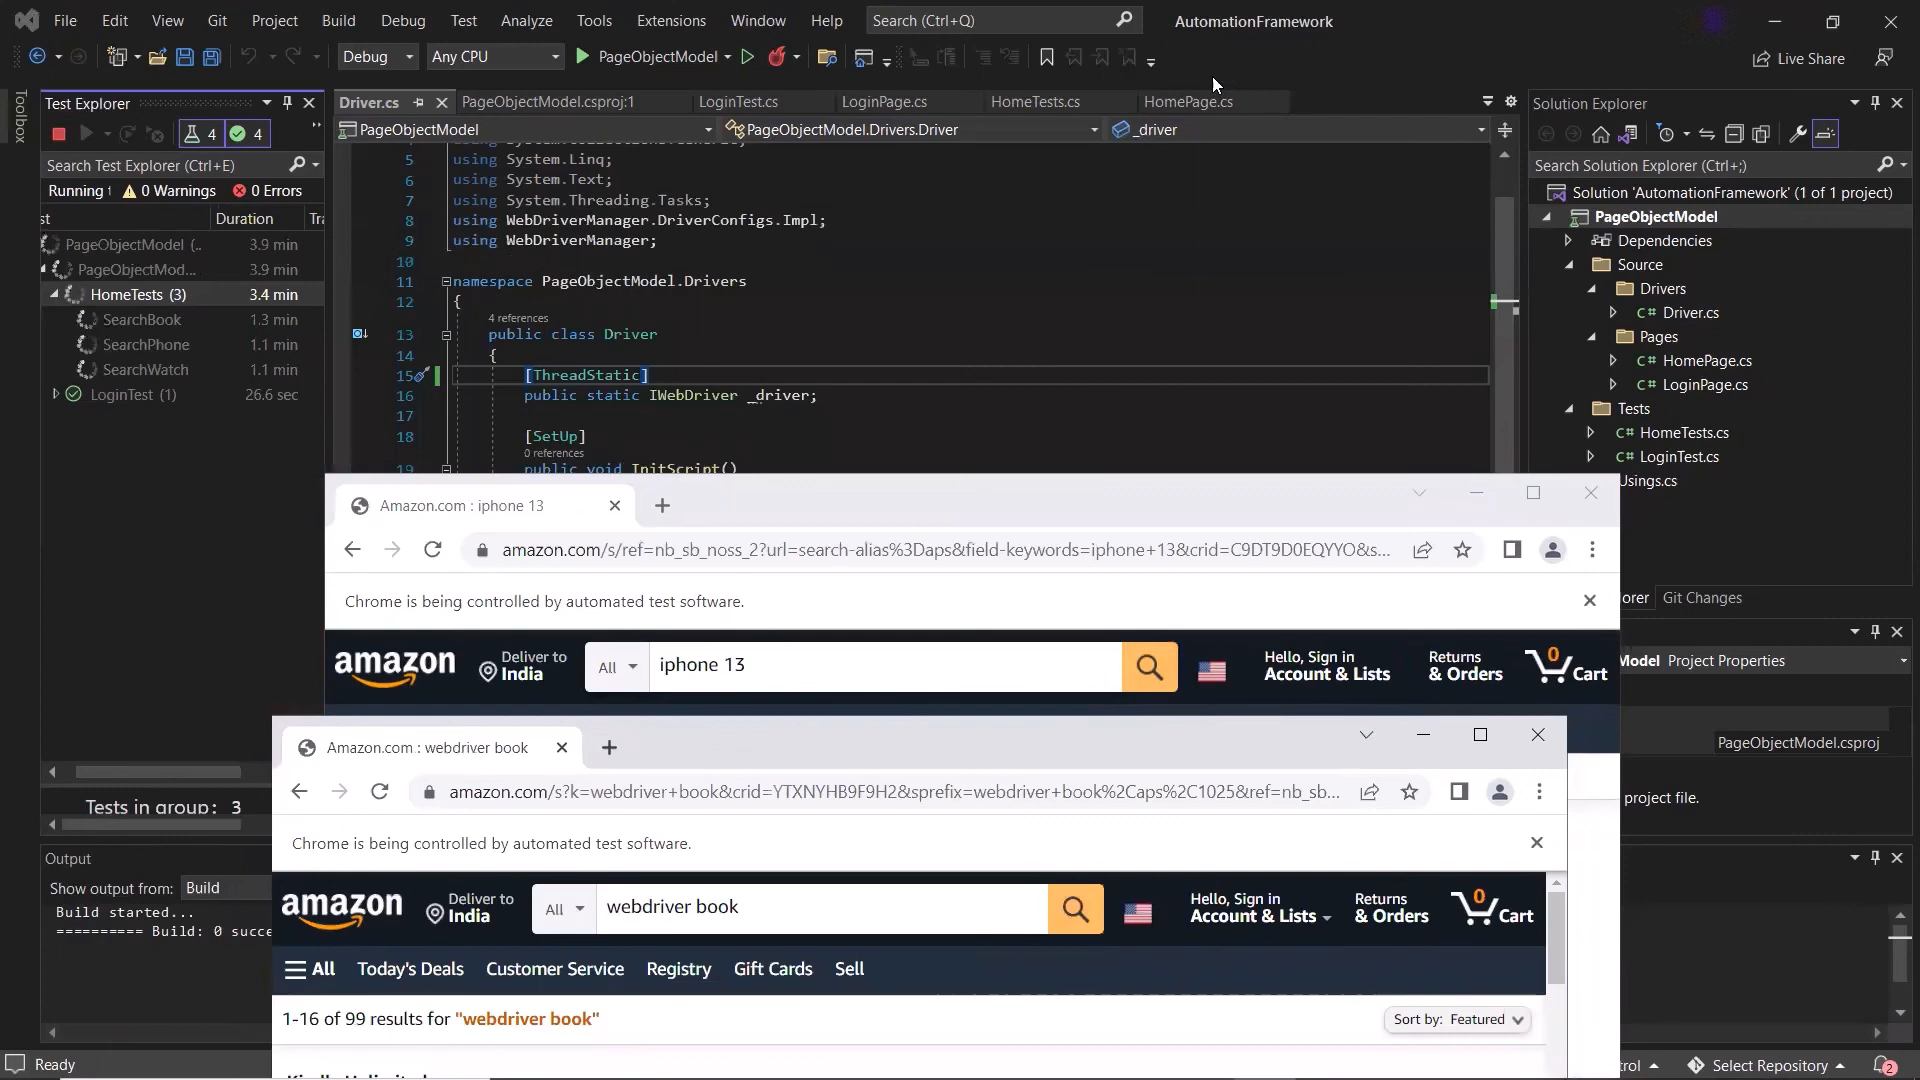 File Edit View Git Project Build Debug Test Analyze Tools Extensions Window Help Search (Ctrl+Q) AutomationFramework
Debug Any CPU PageObjectModel Live Share
Toolbox
Test Explorer
4 4
Search Test Explorer (Ctrl+E)
Running 0 Warnings 0 Errors
st Duration Tra
PageObjectModel (.. 3.9 min
PageObjectMod... 3.9 min
HomeTests (3) 3.4 min
SearchBook 1.3 min
SearchPhone 1.1 min
SearchWatch 1.1 min
LoginTest (1) 26.6 sec
Tests in group: 3
Driver.cs PageObjectModel.csproj:1 LoginTest.cs LoginPage.cs HomeTests.cs HomePage.cs
PageObjectModel PageObjectModel.Drivers.Driver _driver
5 using System.Linq;
6 using System.Text;
7 using System.Threading.Tasks;
8 using WebDriverManager.DriverConfigs.Impl;
9 using WebDriverManager;
10
11 namespace PageObjectModel.Drivers
12 {
4 references
13 public class Driver
14 {
15 [ThreadStatic]
16 public static IWebDriver _driver;
17
18 [SetUp]
0 references
19 public void InitScript()
Solution Explorer
Search Solution Explorer (Ctrl+;)
Solution 'AutomationFramework' (1 of 1 project)
PageObjectModel
Dependencies
Source
Drivers
C# Driver.cs
Pages
C# HomePage.cs
C# LoginPage.cs
Tests
C# HomeTests.cs
C# LoginTest.cs
Usings.cs
orer Git Changes
Model Project Properties
PageObjectModel.csproj
project file.
Amazon.com : iphone 13
amazon.com/s/ref=nb_sb_noss_2?url=search-alias%3Daps&field-keywords=iphone+13&crid=C9DT9D0EQYYO&s...
Chrome is being controlled by automated test software.
amazon Deliver to India All iphone 13 Hello, Sign in Account & Lists Returns & Orders 0 Cart
Amazon.com : webdriver book
amazon.com/s?k=webdriver+book&crid=YTXNYHB9F9H2&sprefix=webdriver+book%2Caps%2C1025&ref=nb_sb...
Chrome is being controlled by automated test software.
amazon Deliver to India All webdriver book Hello, Sign in Account & Lists Returns & Orders 0 Cart
All Today's Deals Customer Service Registry Gift Cards Sell
1-16 of 99 results for "webdriver book" Sort by: Featured
Output
Show output from: Build
Build started...
========== Build: 0 succe
Ready trol Select Repository 2